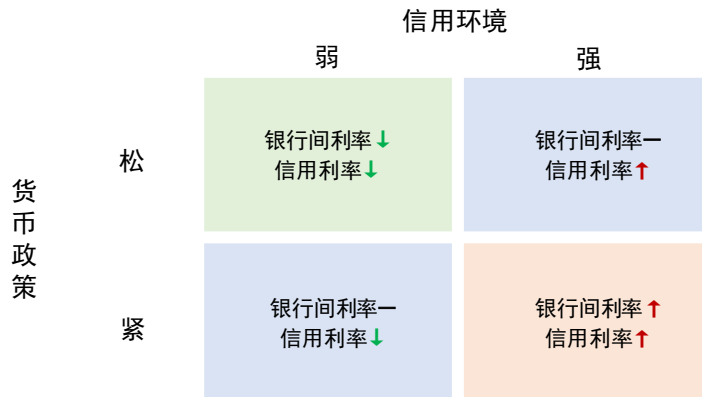 信用环境
弱
强
松
银行间利率↓
信用利率↓
银行间利率—
信用利率↑
货币政策
紧
银行间利率—
信用利率↓
银行间利率↑
信用利率↑